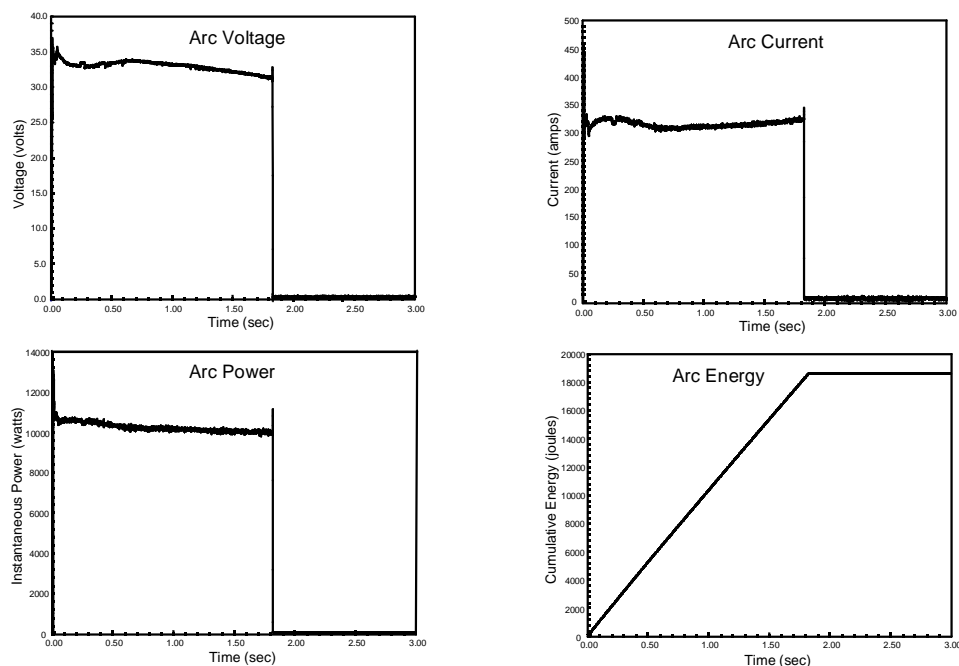 Arc Voltage
Voltage (volts)
40.0
35.0
30.0
25.0
20.0
15.0
10.0
5.0
0.0
0.00 0.50 1.00 1.50 2.00 2.50 3.00
Time (sec)
Arc Current
Current (amps)
500
450
400
350
300
250
200
150
100
50
0
0.00 0.50 1.00 1.50 2.00 2.50 3.00
Time (sec)
Arc Power
Instantaneous Power (watts)
14000
12000
10000
8000
6000
4000
2000
0
0.00 0.50 1.00 1.50 2.00 2.50 3.00
Time (sec)
Arc Energy
Cumulative Energy (joules)
20000
18000
16000
14000
12000
10000
8000
6000
4000
2000
0
0.00 0.50 1.00 1.50 2.00 2.50 3.00
Time (sec)